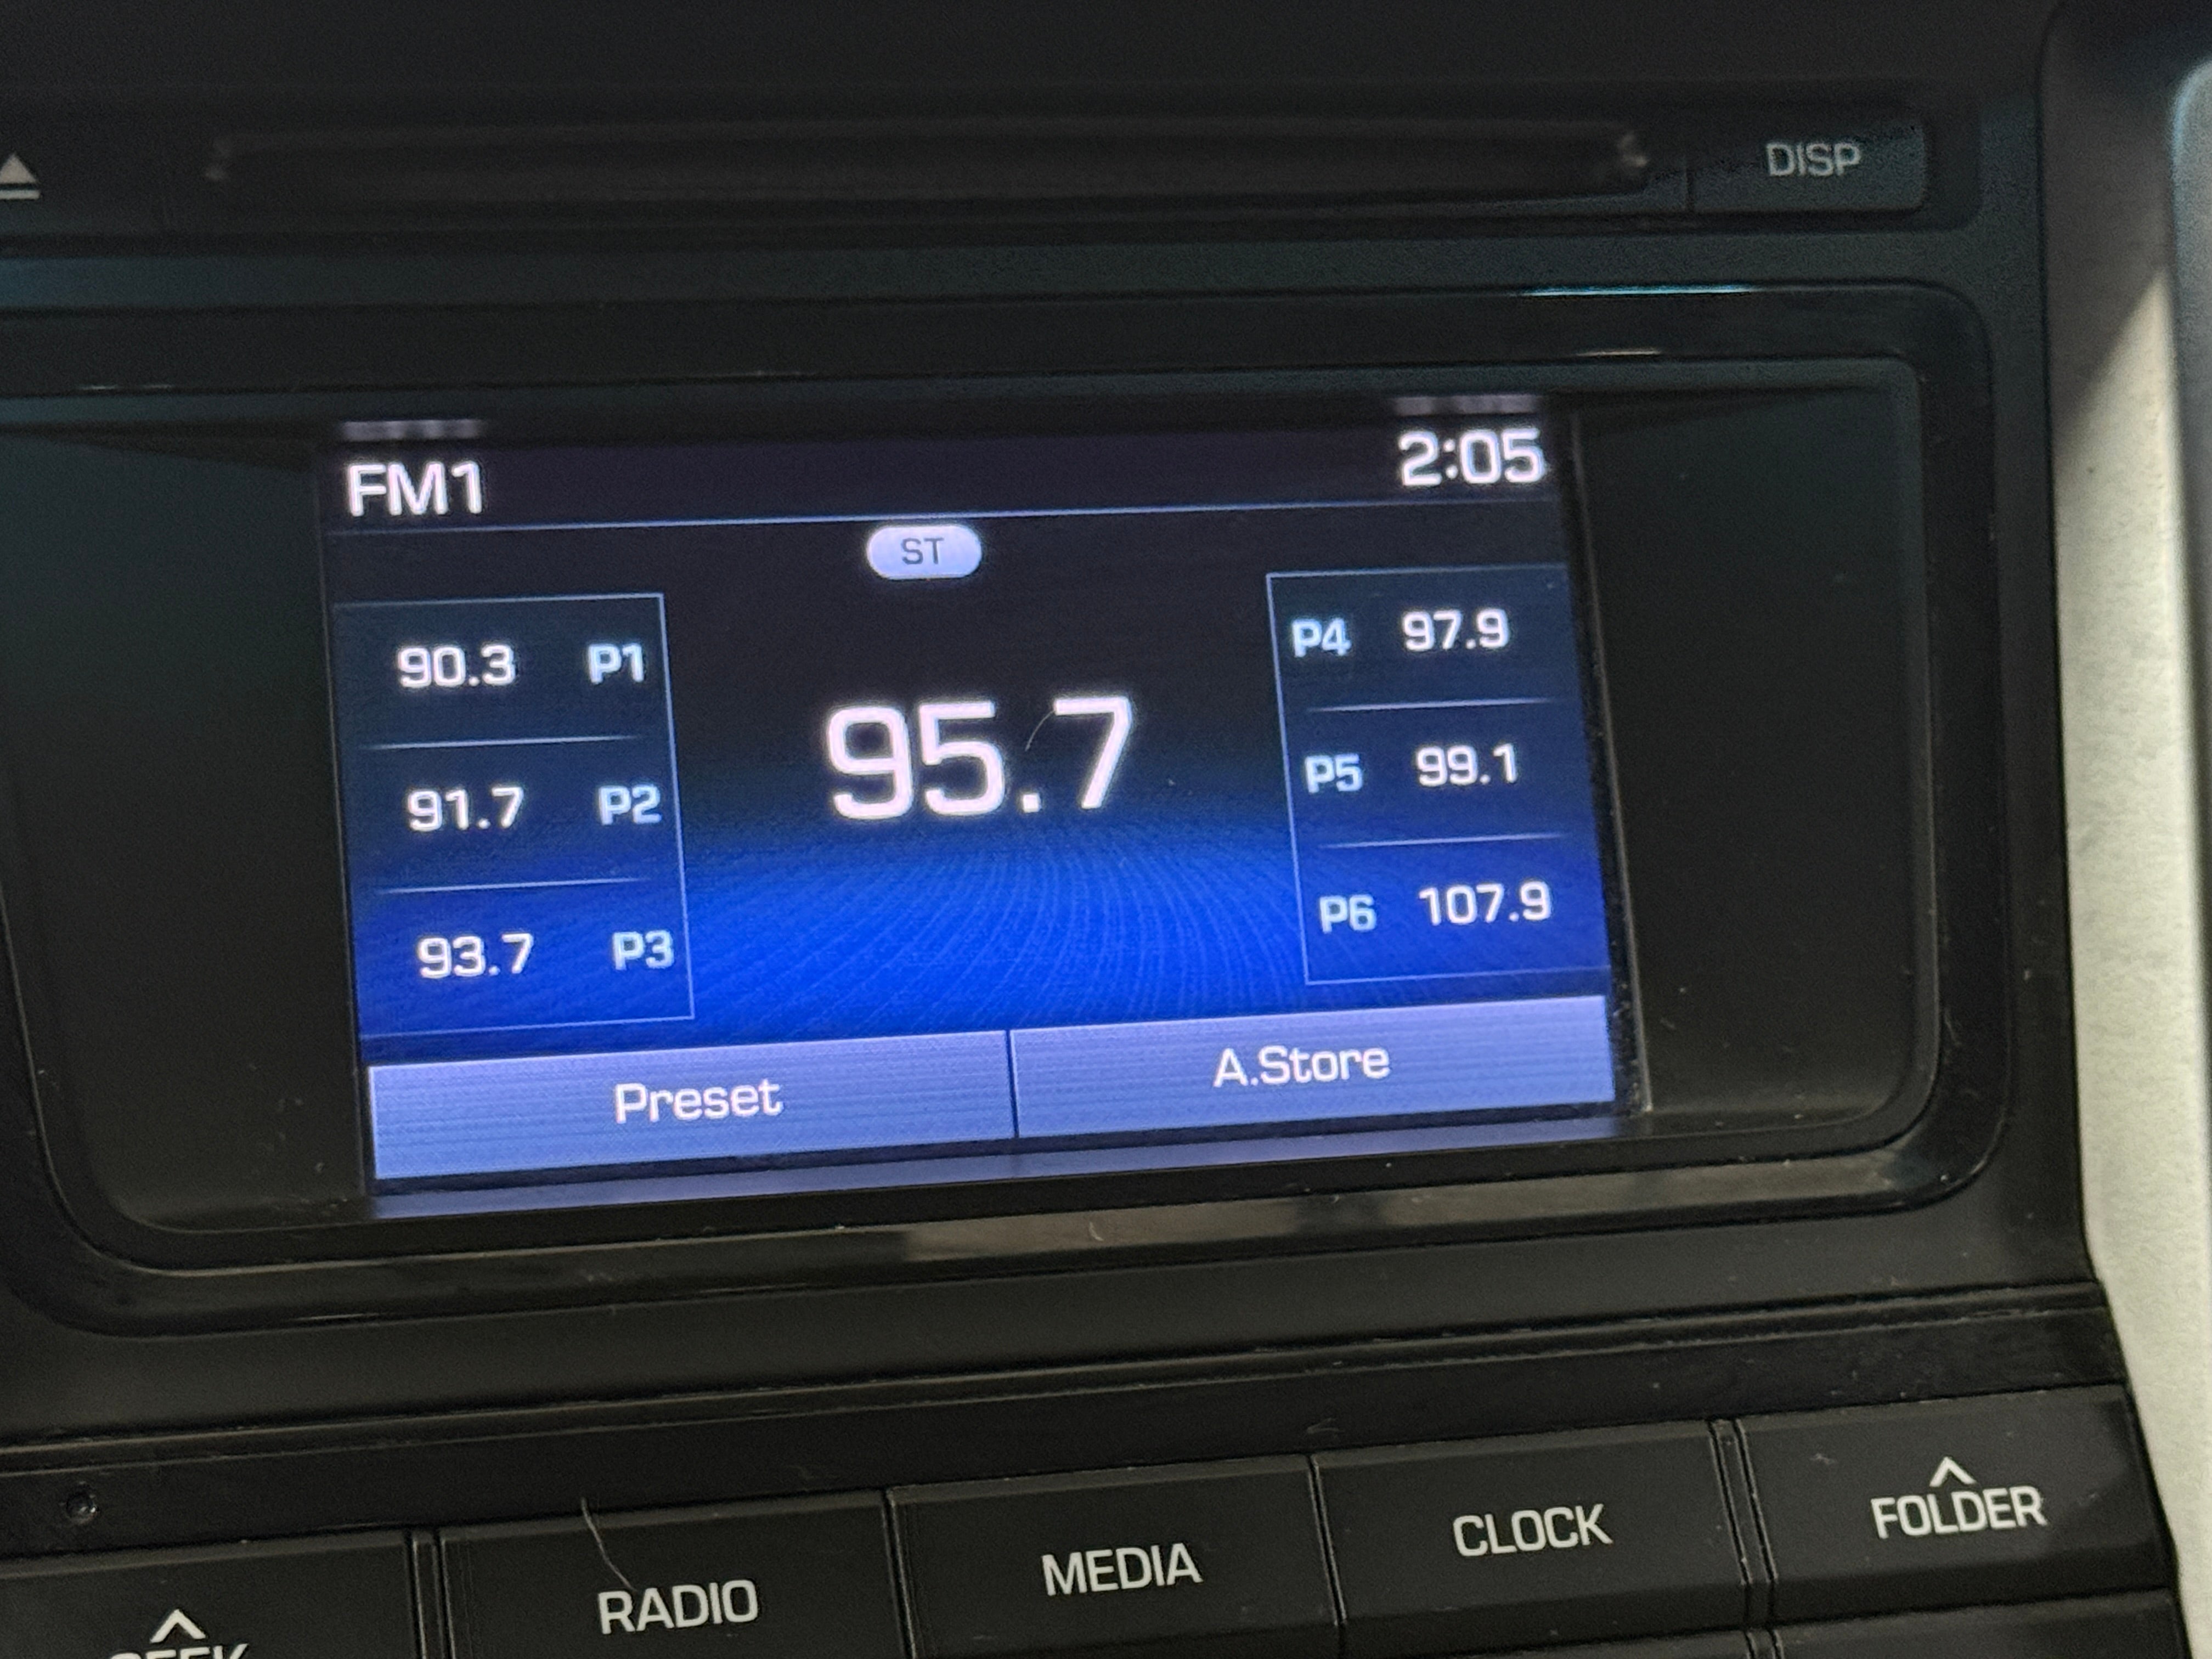 DISP
FM1 2:05
ST
90.3 P1
91.7 P2
93.7 P3
95.7
P4 97.9
P5 99.1
P6 107.9
Preset A.Store
SEEK RADIO MEDIA CLOCK FOLDER